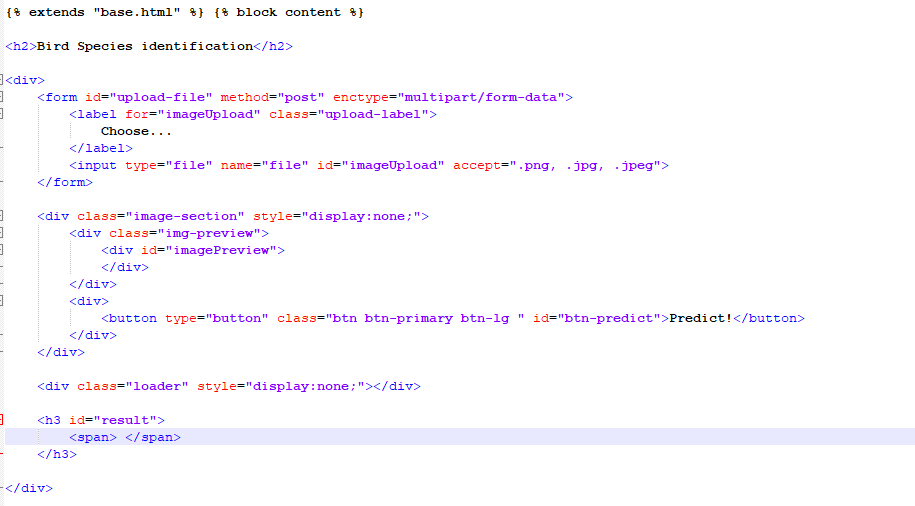 {% extends "base.html" %} {% block content %}
<h2>Bird Species identification</h2>
<div>
<form id="upload-file" method="post" enctype="multipart/form-data">
<label for="imageUpload" class="upload-label">
Choose...
</label>
<input type="file" name="file" id="imageUpload" accept=".png, .jpg, .jpeg">
</form>
<div class="image-section" style="display:none;">
<div class="img-preview">
<div id="imagePreview">
</div>
</div>
<div>
<button type="button" class="btn btn-primary btn-lg " id="btn-predict">Predict!</button>
</div>
</div>
<div class="loader" style="display:none;"></div>
<h3 id="result">
<span> </span>
</h3>
</div>